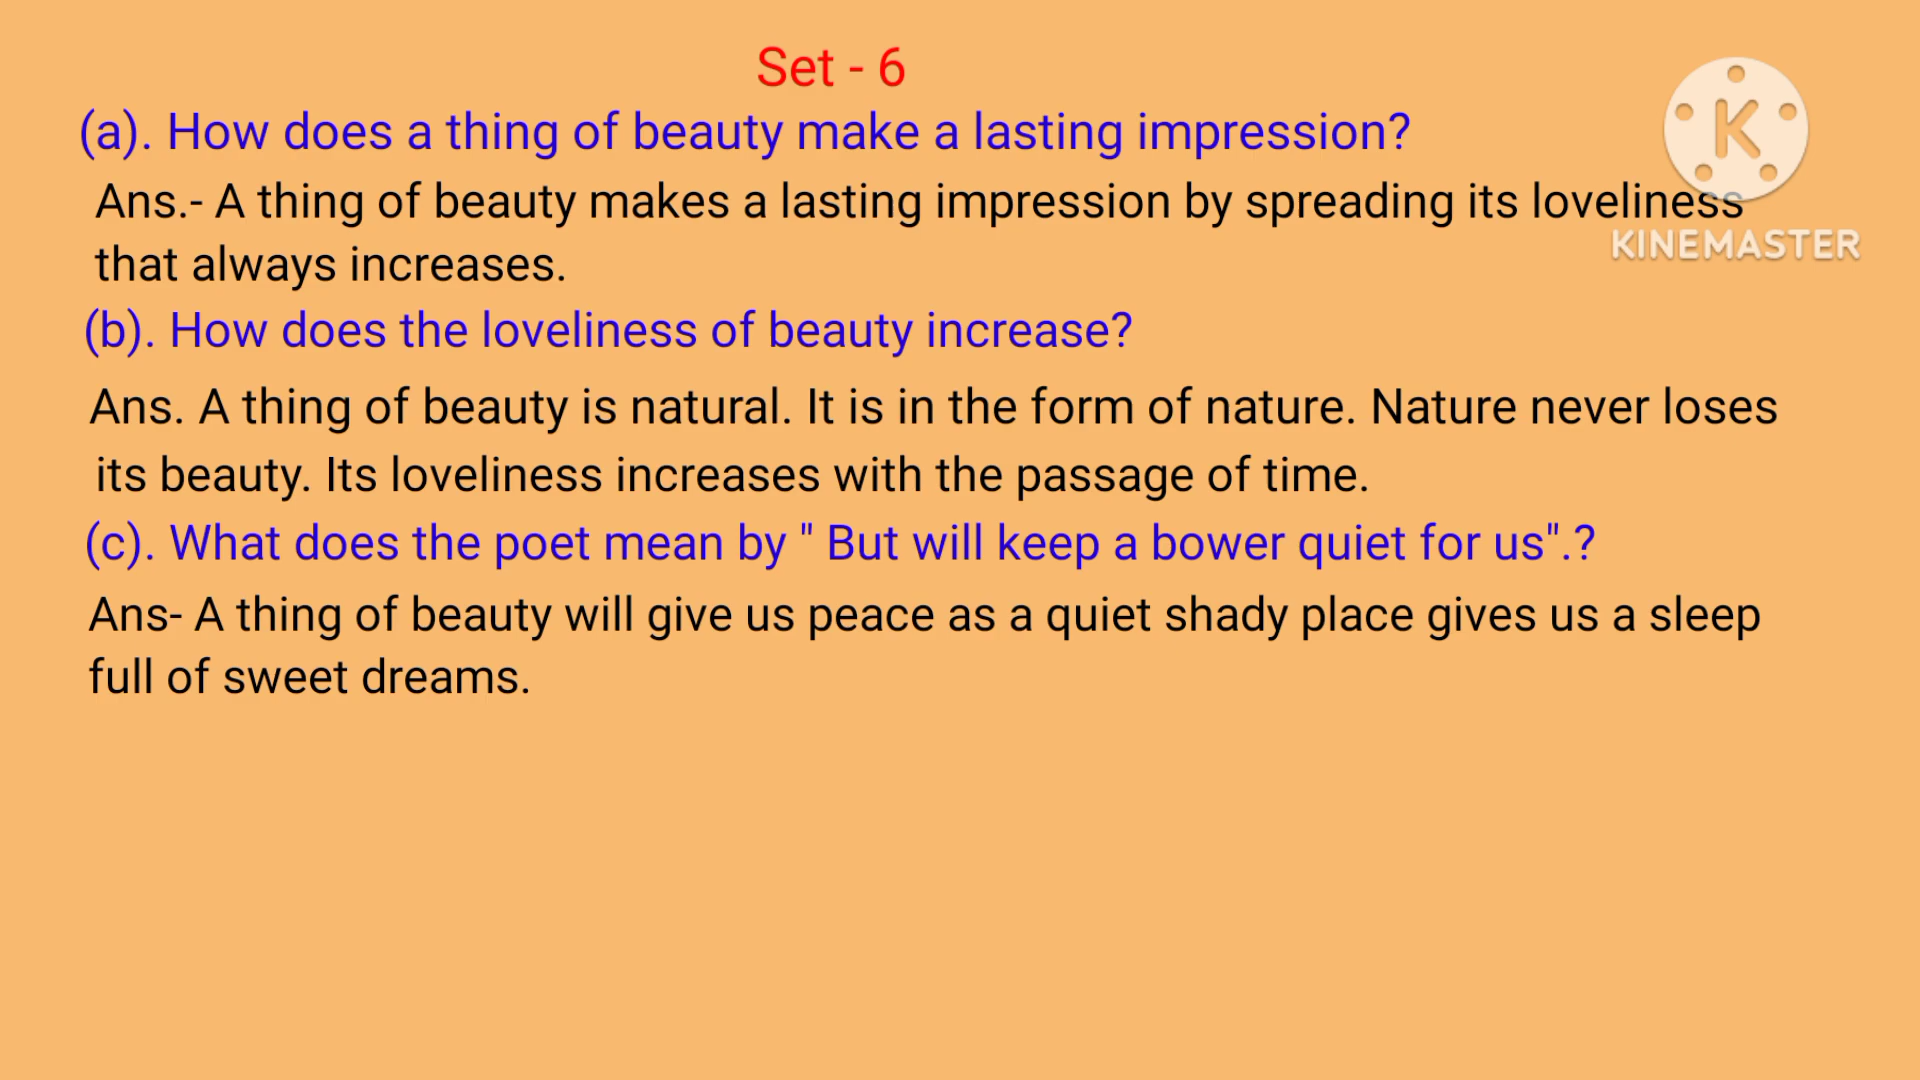 Set - 6
(a). How does a thing of beauty make a lasting impression?
Ans.- A thing of beauty makes a lasting impression by spreading its loveliness
that always increases.
KINEMASTER
(b). How does the loveliness of beauty increase?
Ans. A thing of beauty is natural. It is in the form of nature. Nature never loses
its beauty. Its loveliness increases with the passage of time.
(c). What does the poet mean by " But will keep a bower quiet for us".?
Ans- A thing of beauty will give us peace as a quiet shady place gives us a sleep
full of sweet dreams.